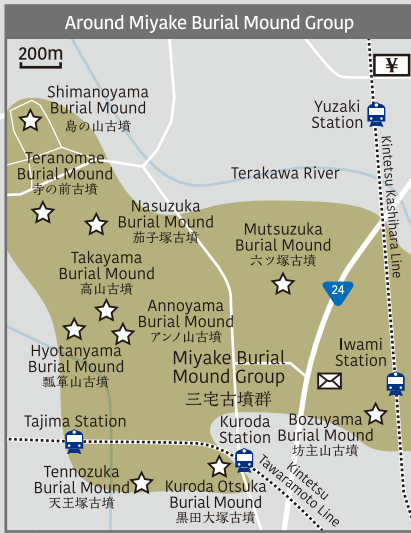 Around Miyake Burial Mound Group
200m
¥
Shimanoyama
Burial Mound
島の山古墳
Yuzaki
Station
Kintetsu Kashihara Line
Teranomae
Burial Mound
寺の前古墳
Terakawa River
Nasuzuka
Burial Mound
茄子塚古墳
Mutsuzuka
Burial Mound
六ツ塚古墳
Takayama
Burial Mound
高山古墳
24
Annoyama
Burial Mound
アンノ山古墳
Iwami
Station
Hyotanyama
Burial Mound
瓢箪山古墳
Miyake Burial
Mound Group
三宅古墳群
Tajima Station
Kuroda
Station
Bozuyama
Burial Mound
坊主山古墳
Kintetsu
Tawaramoto Line
Tennozuka
Burial Mound
天王塚古墳
Kuroda Otsuka
Burial Mound
黒田大塚古墳